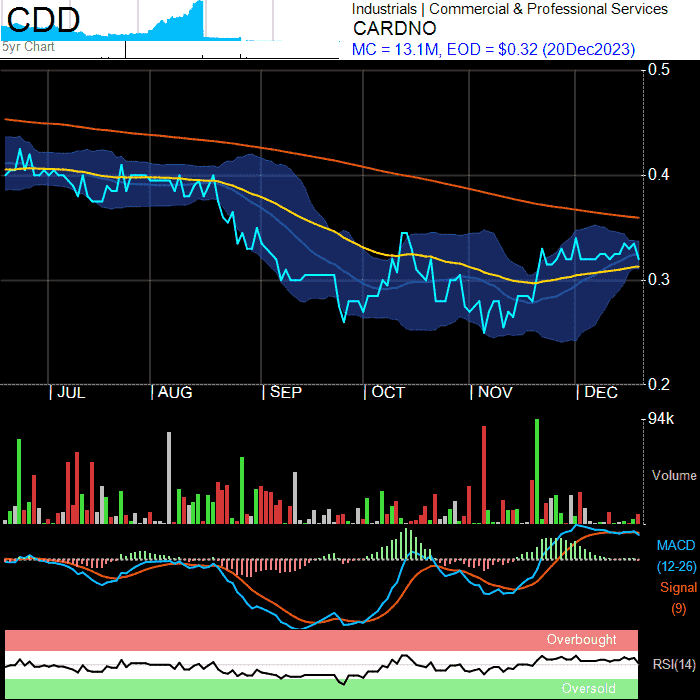 CDD
5yr Chart
Industrials | Commercial & Professional Services
CARDNO
MC = 13.1M, EOD = $0.32 (20Dec2023)
0.5
0.4
0.3
0.2
| JUL | AUG | SEP | OCT | NOV | DEC
94k
Volume
MACD
(12-26)
Signal
(9)
Overbought
RSI(14)
Oversold